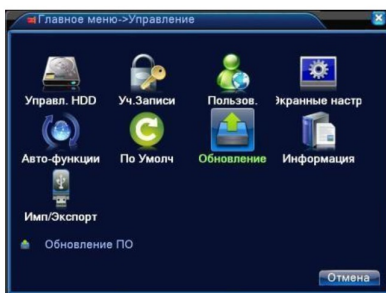 Главное меню->Управление
Управл. HDD Уч.Записи Пользов. Экранные настр
Авто-функции По Умолч Обновление Информация
Имп/Экспорт
Обновление ПО
Отмена